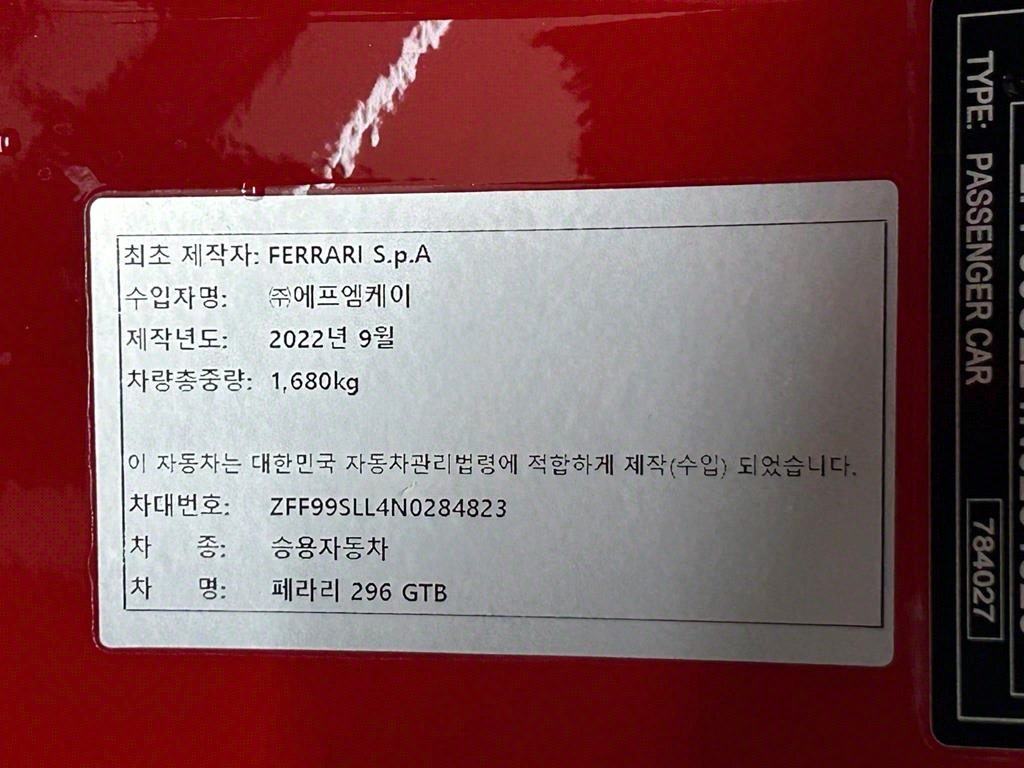 최초 제작자: FERRARI S.p.A
수입자명: ㈜에프엠케이
제작년도: 2022년 9월
차량총중량: 1,680kg
이 자동차는 대한민국 자동차관리법령에 적합하게 제작(수입) 되었습니다.
차대번호: ZFF99SLL4N0284823
차 종: 승용자동차
차 명: 페라리 296 GTB
TYPE: PASSENGER CAR
784027